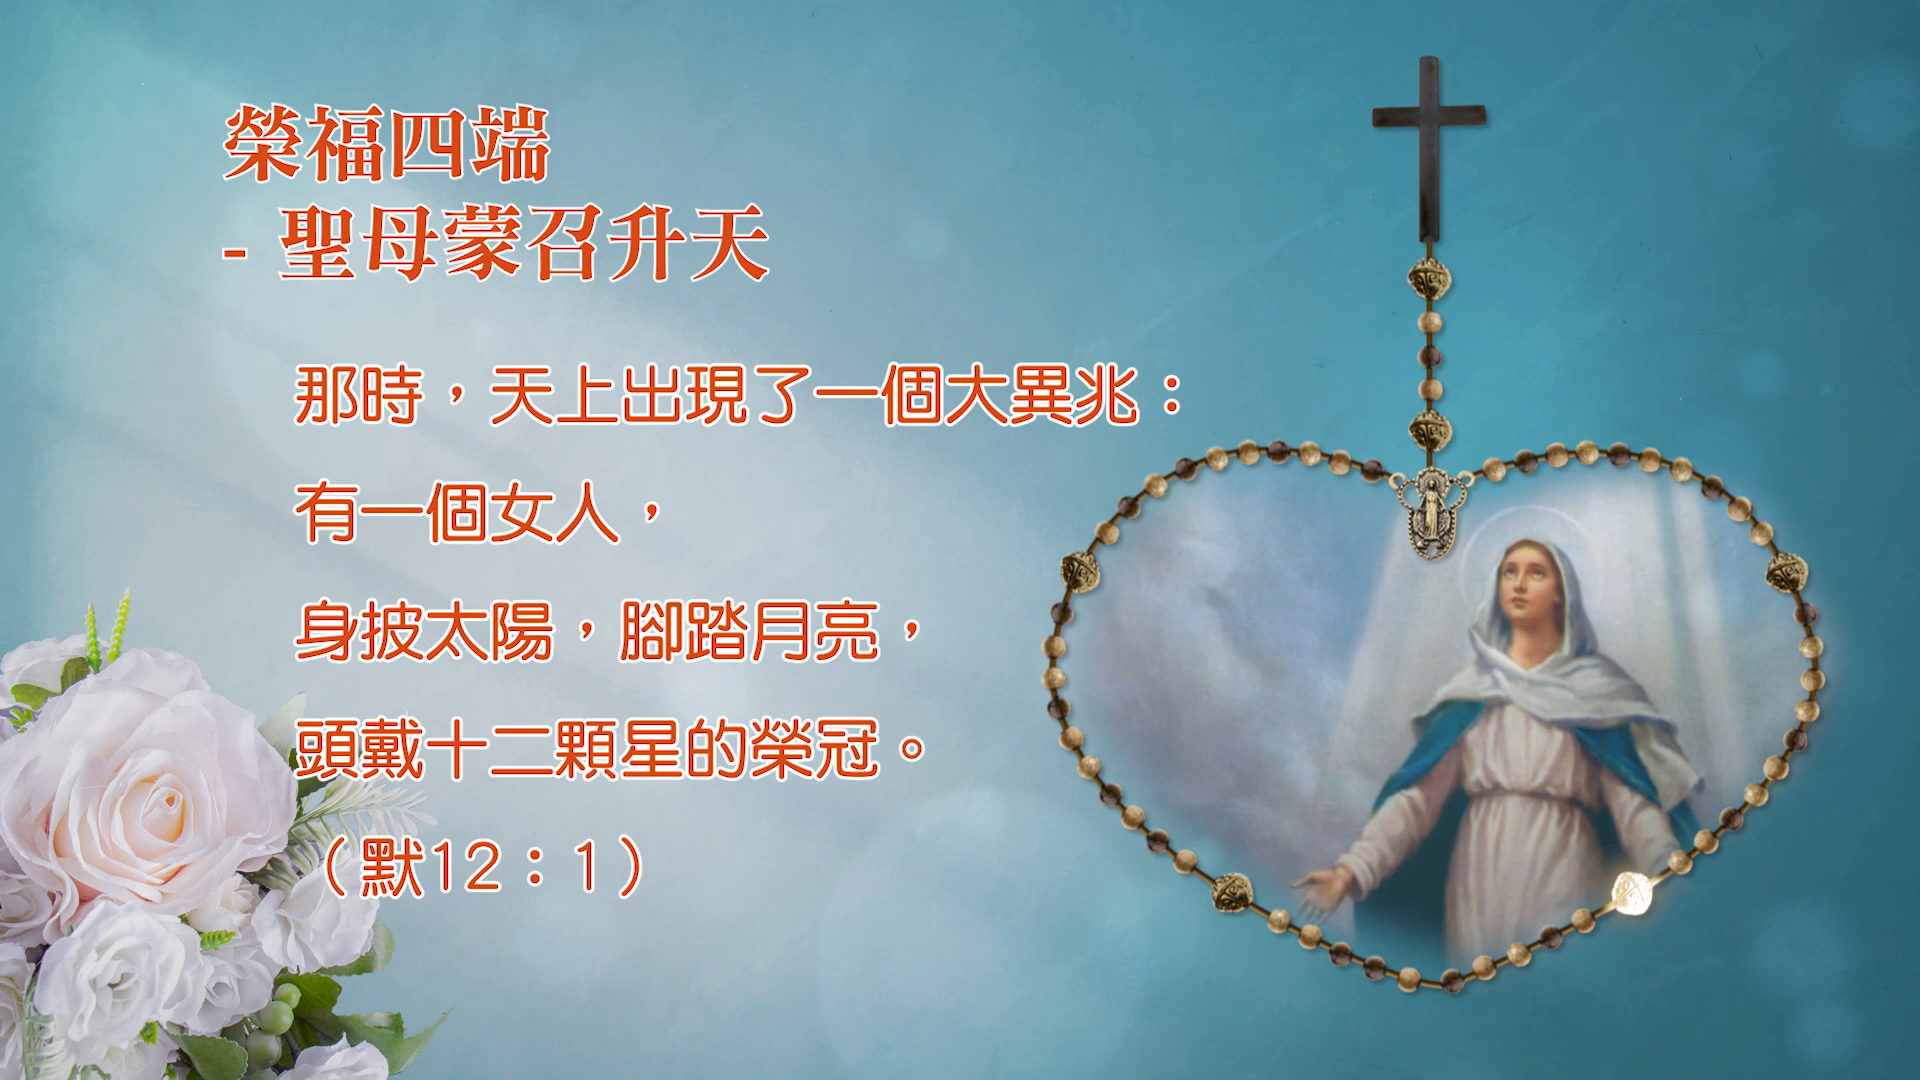 榮福四端
- 聖母蒙召升天
那時，天上出現了一個大異兆：
有一個女人，
身披太陽，腳踏月亮，
頭戴十二顆星的榮冠。
（默12：1）